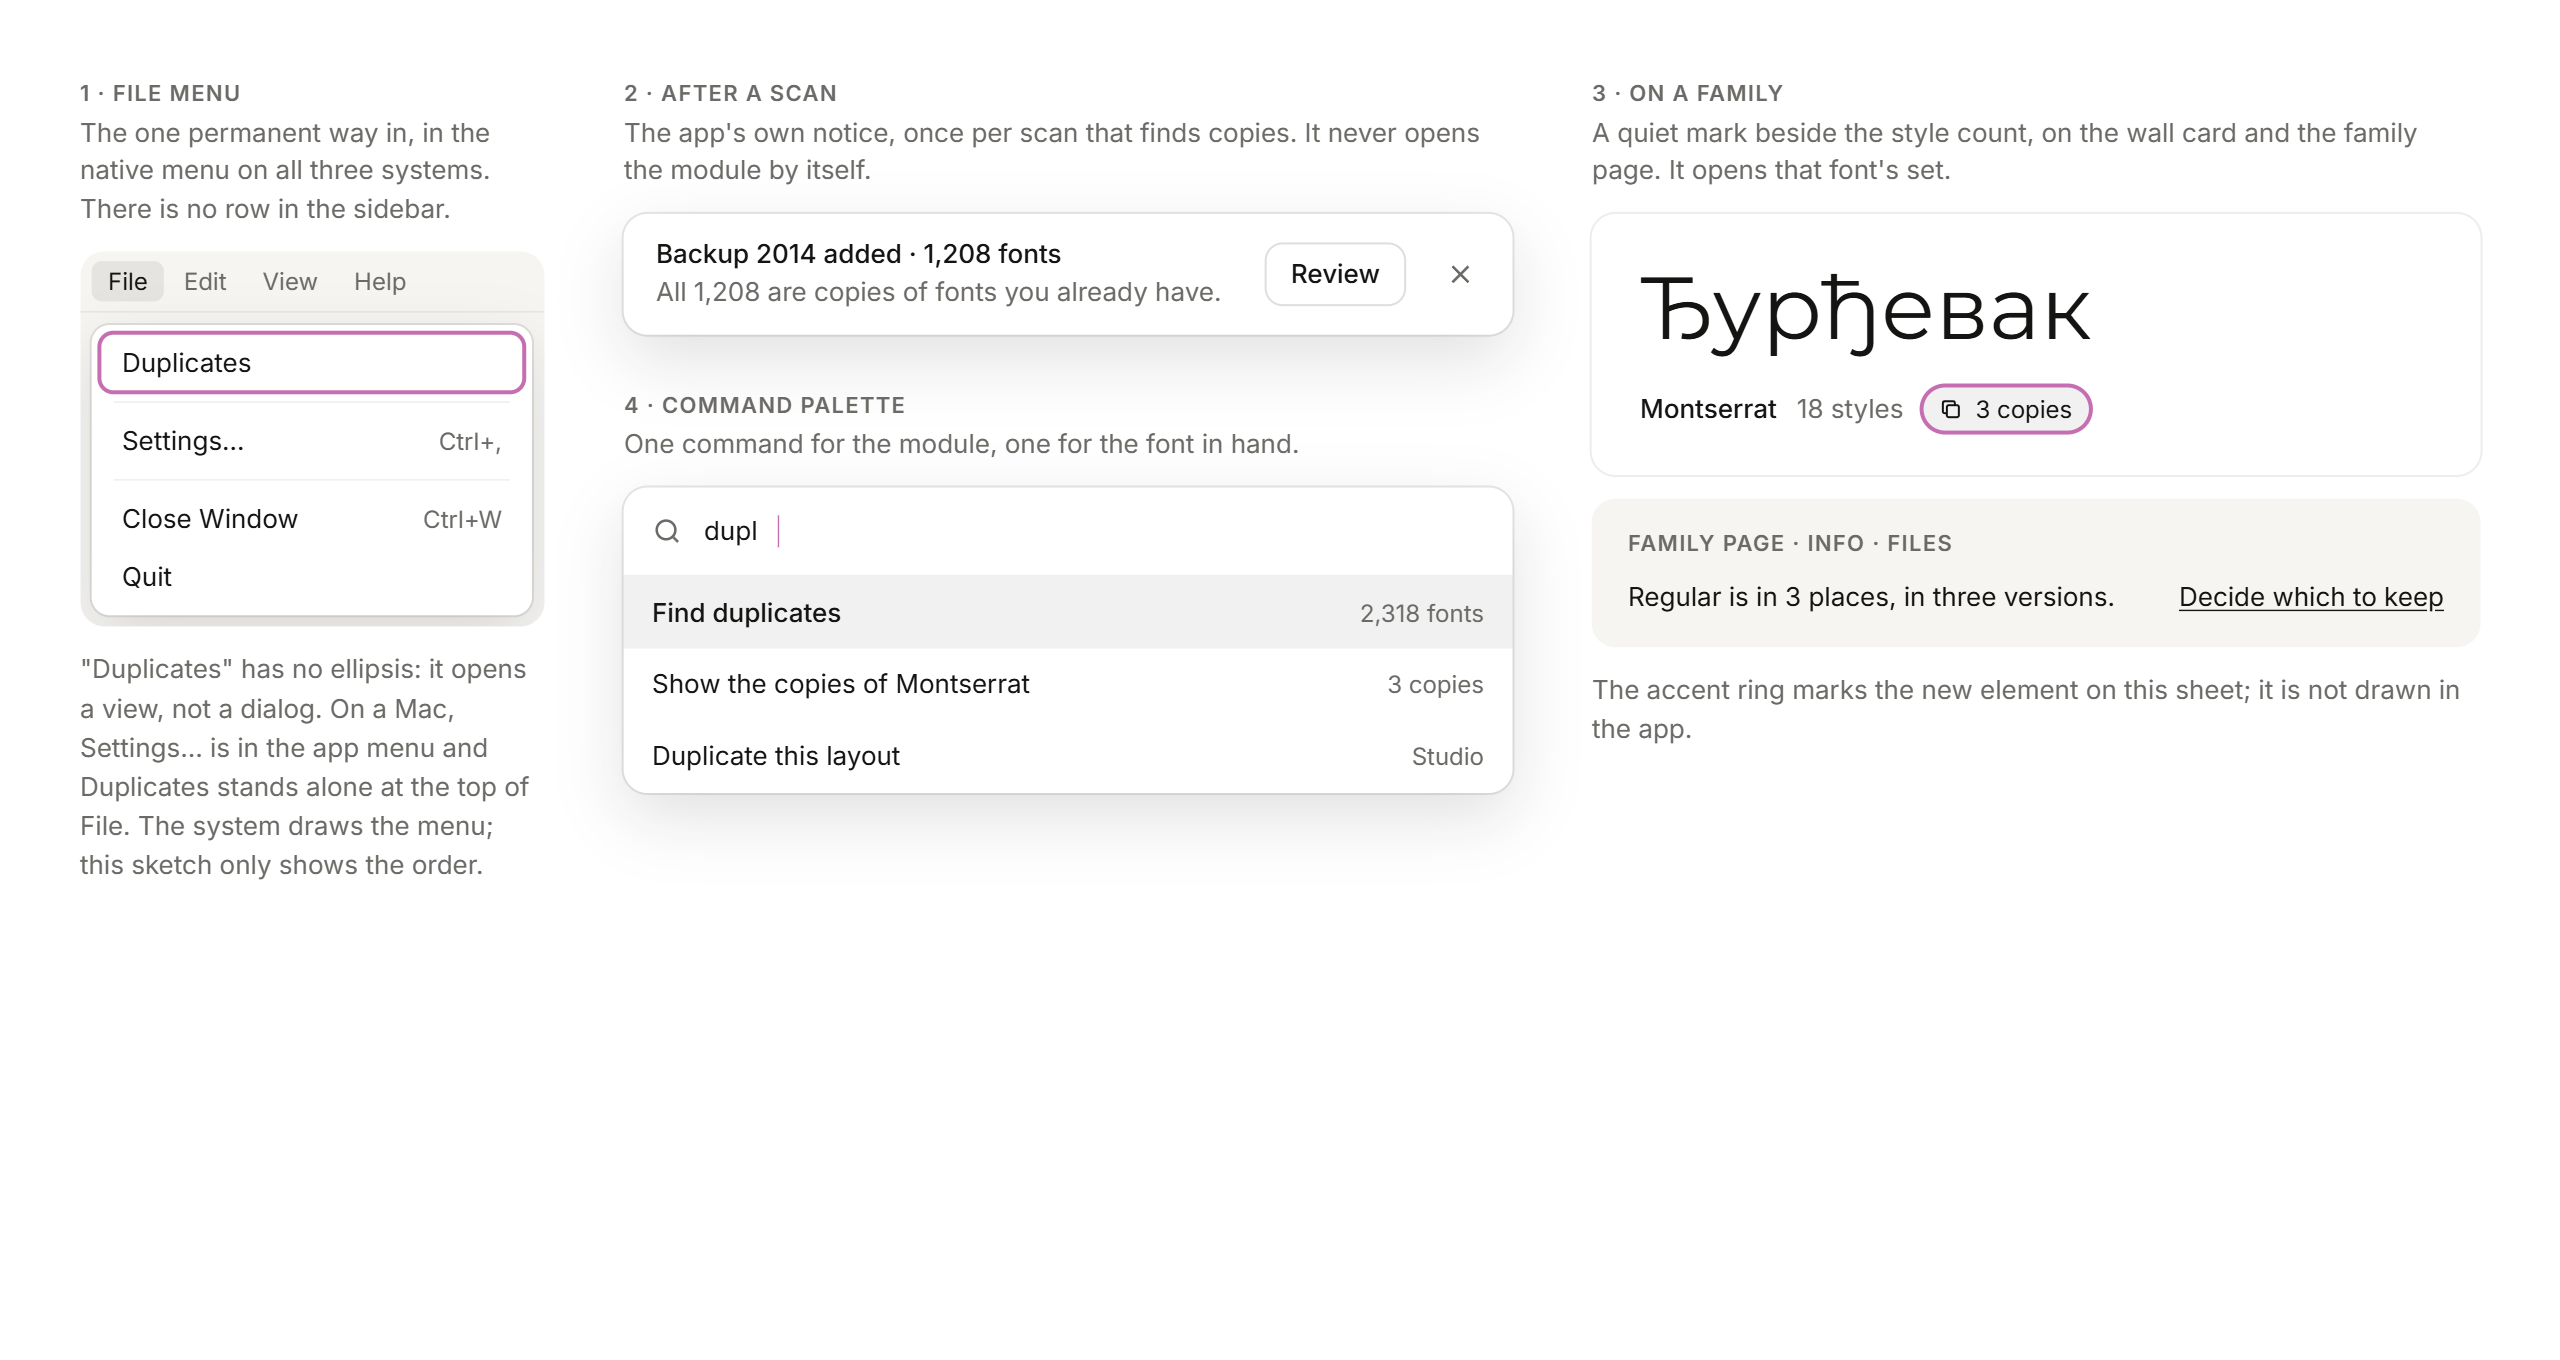 1 · FILE MENU
The one permanent way in, in the
native menu on all three systems.
There is no row in the sidebar.
File Edit View Help
Duplicates
Settings... Ctrl+,
Close Window Ctrl+W
Quit
"Duplicates" has no ellipsis: it opens
a view, not a dialog. On a Mac,
Settings... is in the app menu and
Duplicates stands alone at the top of
File. The system draws the menu;
this sketch only shows the order.
2 · AFTER A SCAN
The app's own notice, once per scan that finds copies. It never opens
the module by itself.
Backup 2014 added · 1,208 fonts
All 1,208 are copies of fonts you already have.
Review
4 · COMMAND PALETTE
One command for the module, one for the font in hand.
dupl
Find duplicates 2,318 fonts
Show the copies of Montserrat 3 copies
Duplicate this layout Studio
3 · ON A FAMILY
A quiet mark beside the style count, on the wall card and the family
page. It opens that font's set.
Ђурђевак
Montserrat 18 styles 3 copies
FAMILY PAGE · INFO · FILES
Regular is in 3 places, in three versions. Decide which to keep
The accent ring marks the new element on this sheet; it is not drawn in
the app.